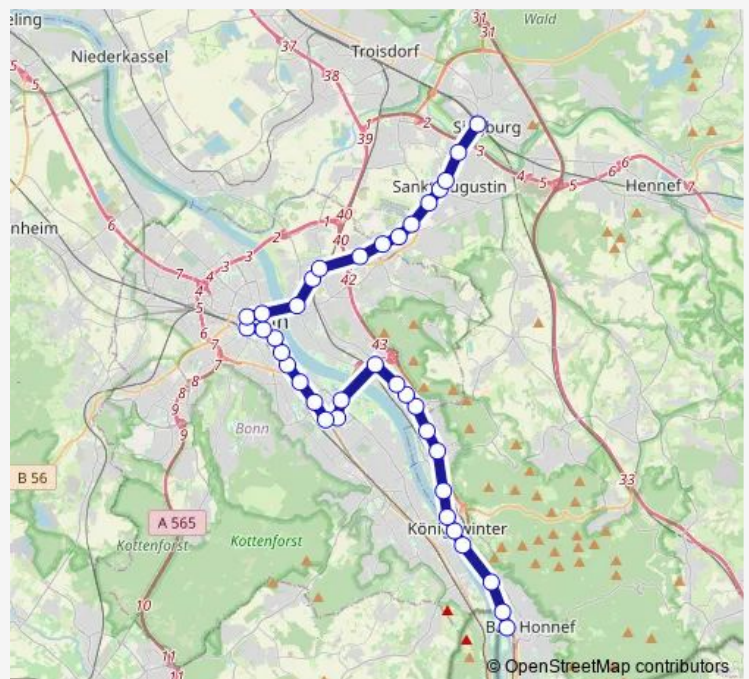 eling
31
31
Wald
37
Troisdorf
Niederkassel
5
5
38
1
2
39
Siegburg
3
4
5
5
6
6
Sankt Augustin
Hennef
7
nheim
6
1
40
2
3
3
40
7
4
4
42
5
6
7
7
43
8
8
9
9
Bonn
33
B 56
A 565
Kottenforst
Kottenforst
Königswinter
10
Bad Honnef
11
11
© OpenStreetMap contributors